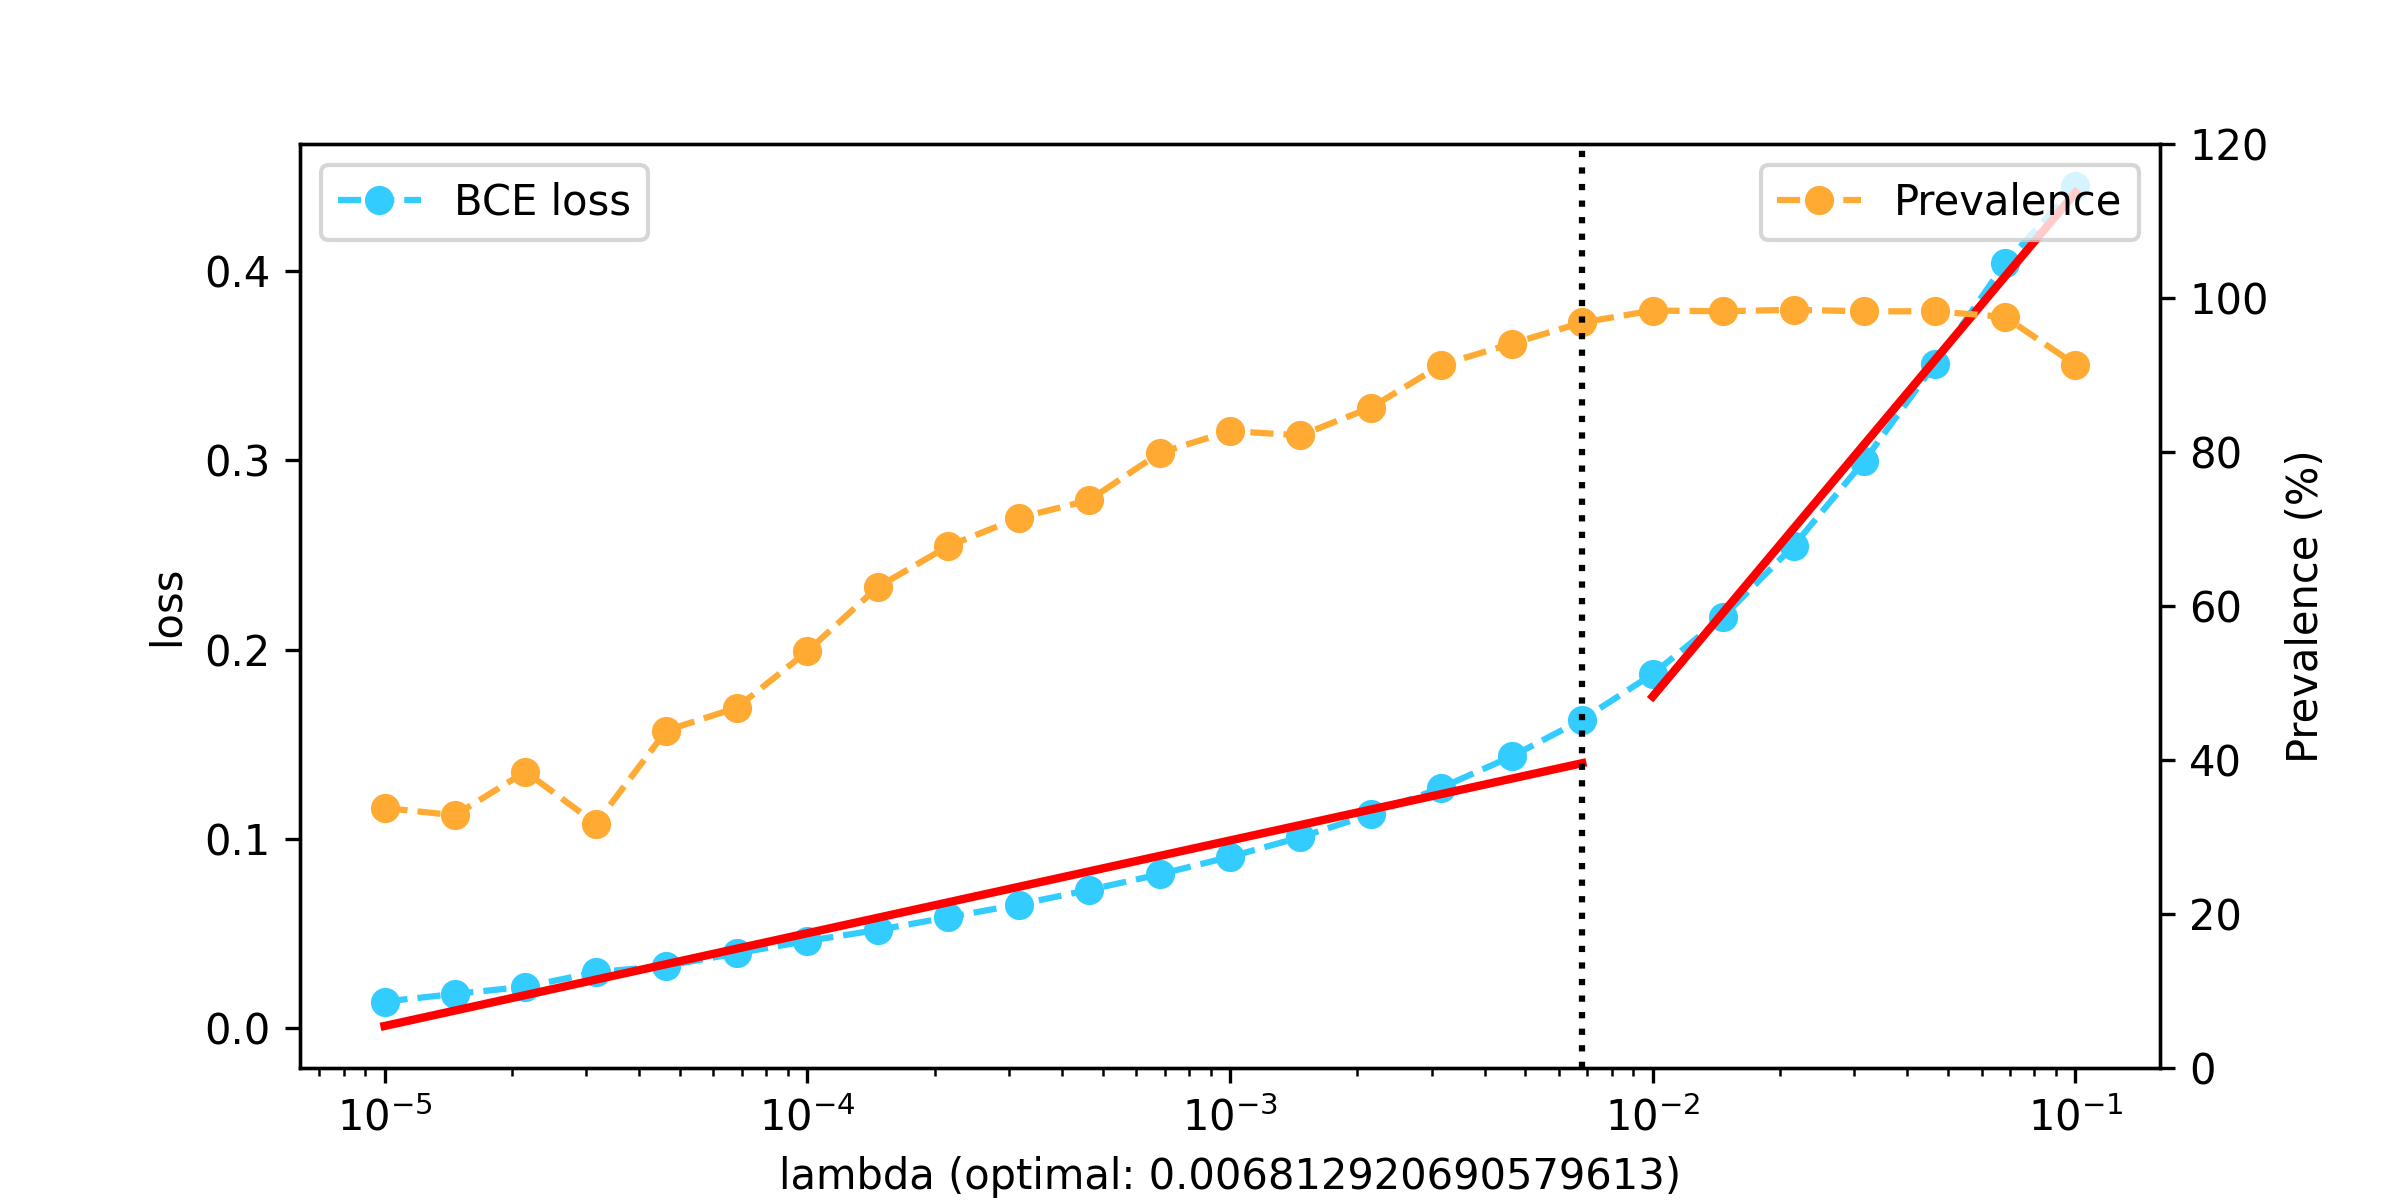 BCE loss
Prevalence
120
100
80
60
40
20
0
0.4
0.3
0.2
0.1
0.0
loss
Prevalence (%)
10⁻⁵ 10⁻⁴ 10⁻³ 10⁻² 10⁻¹
lambda (optimal: 0.006812920690579613)